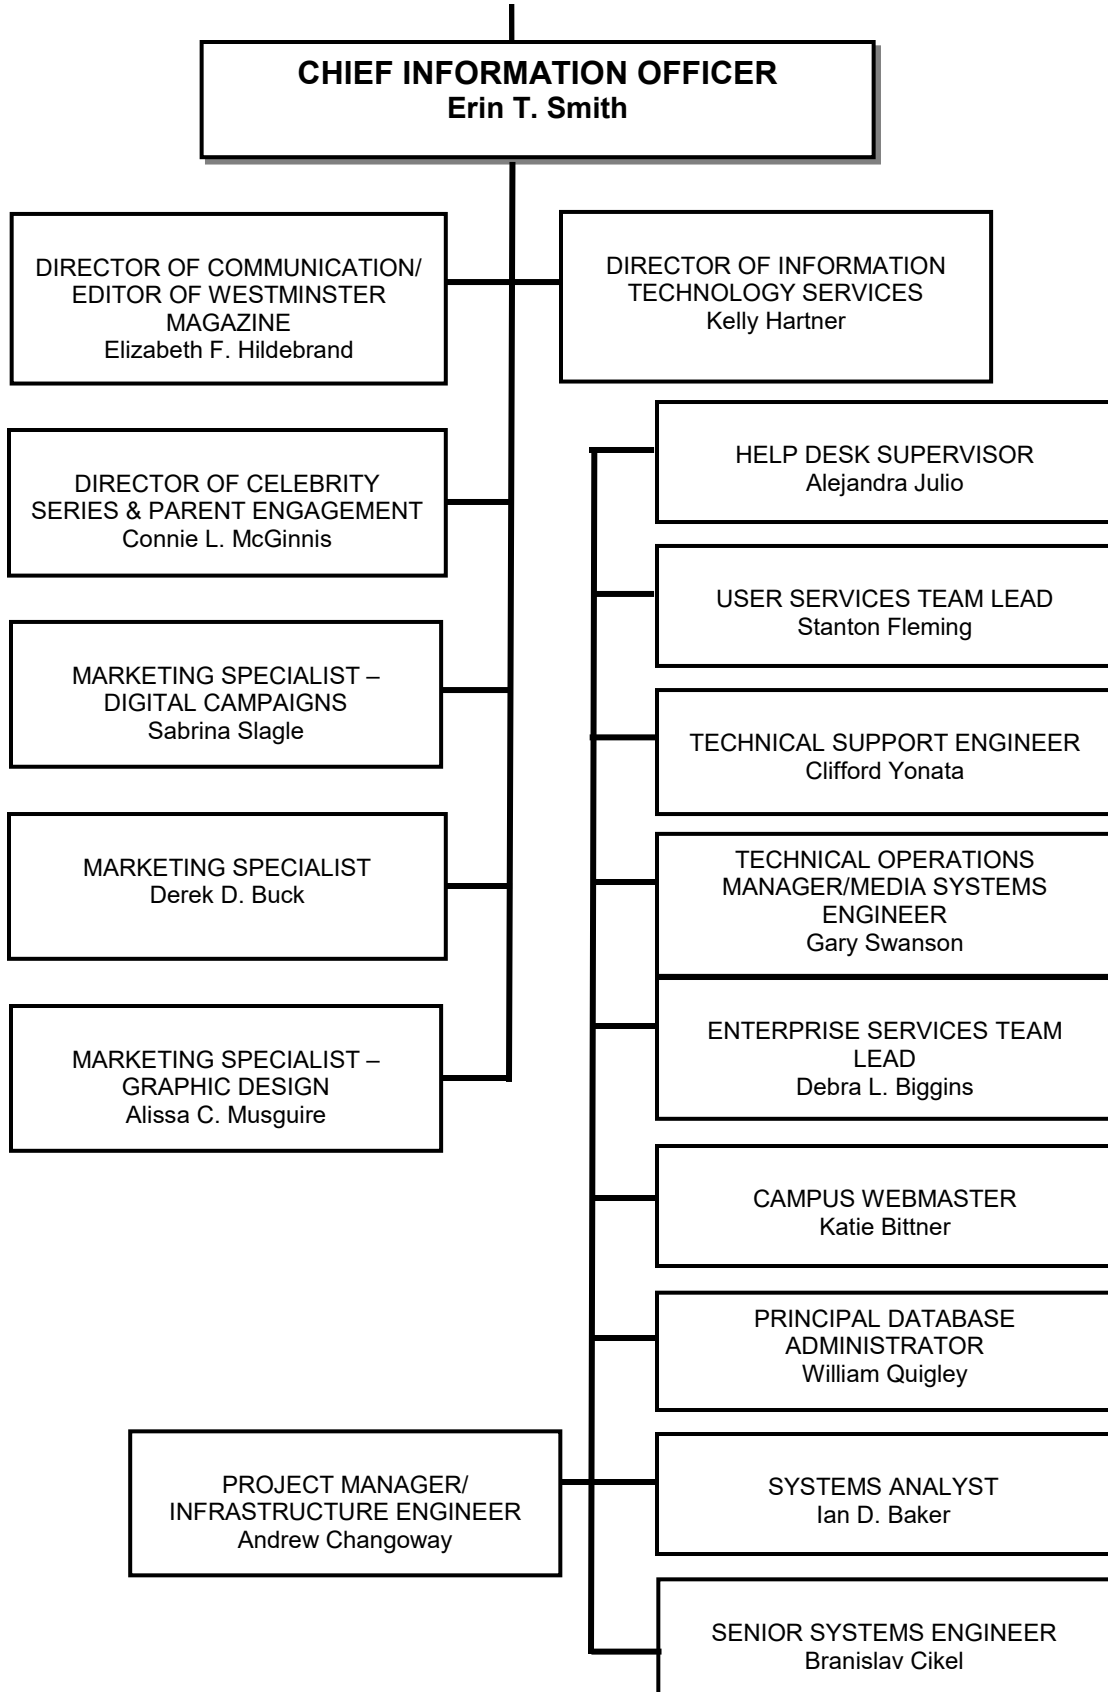 CHIEF INFORMATION OFFICER
Erin T. Smith
DIRECTOR OF COMMUNICATION/
EDITOR OF WESTMINSTER
MAGAZINE
Elizabeth F. Hildebrand
DIRECTOR OF INFORMATION
TECHNOLOGY SERVICES
Kelly Hartner
DIRECTOR OF CELEBRITY
SERIES & PARENT ENGAGEMENT
Connie L. McGinnis
MARKETING SPECIALIST –
DIGITAL CAMPAIGNS
Sabrina Slagle
MARKETING SPECIALIST
Derek D. Buck
MARKETING SPECIALIST –
GRAPHIC DESIGN
Alissa C. Musguire
HELP DESK SUPERVISOR
Alejandra Julio
USER SERVICES TEAM LEAD
Stanton Fleming
TECHNICAL SUPPORT ENGINEER
Clifford Yonata
TECHNICAL OPERATIONS
MANAGER/MEDIA SYSTEMS
ENGINEER
Gary Swanson
ENTERPRISE SERVICES TEAM
LEAD
Debra L. Biggins
CAMPUS WEBMASTER
Katie Bittner
PRINCIPAL DATABASE
ADMINISTRATOR
William Quigley
PROJECT MANAGER/
INFRASTRUCTURE ENGINEER
Andrew Changoway
SYSTEMS ANALYST
Ian D. Baker
SENIOR SYSTEMS ENGINEER
Branislav Cikel